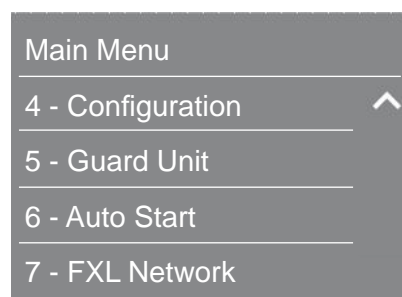 Main Menu
4 - Configuration
5 - Guard Unit
6 - Auto Start
7 - FXL Network